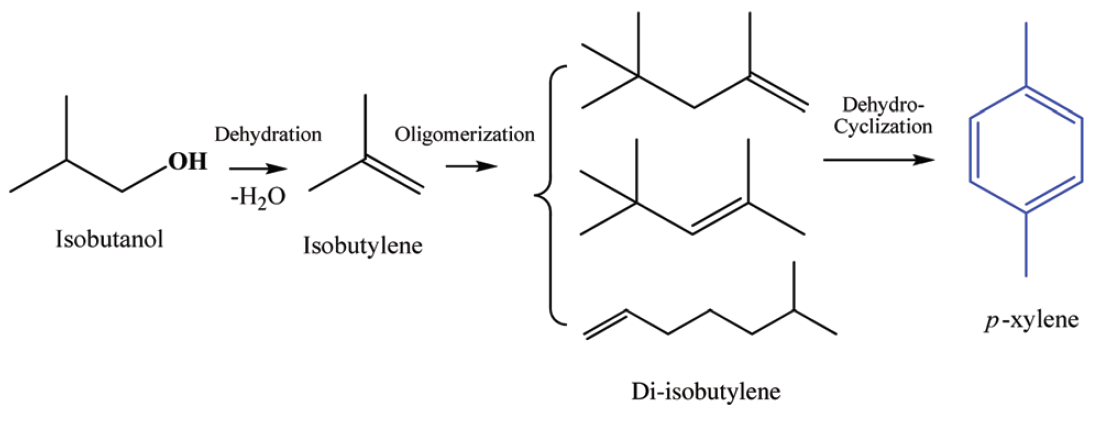 OH
Isobutanol
Dehydration
-H₂O
Isobutylene
Oligomerization
Di-isobutylene
Dehydro-
Cyclization
p-xylene